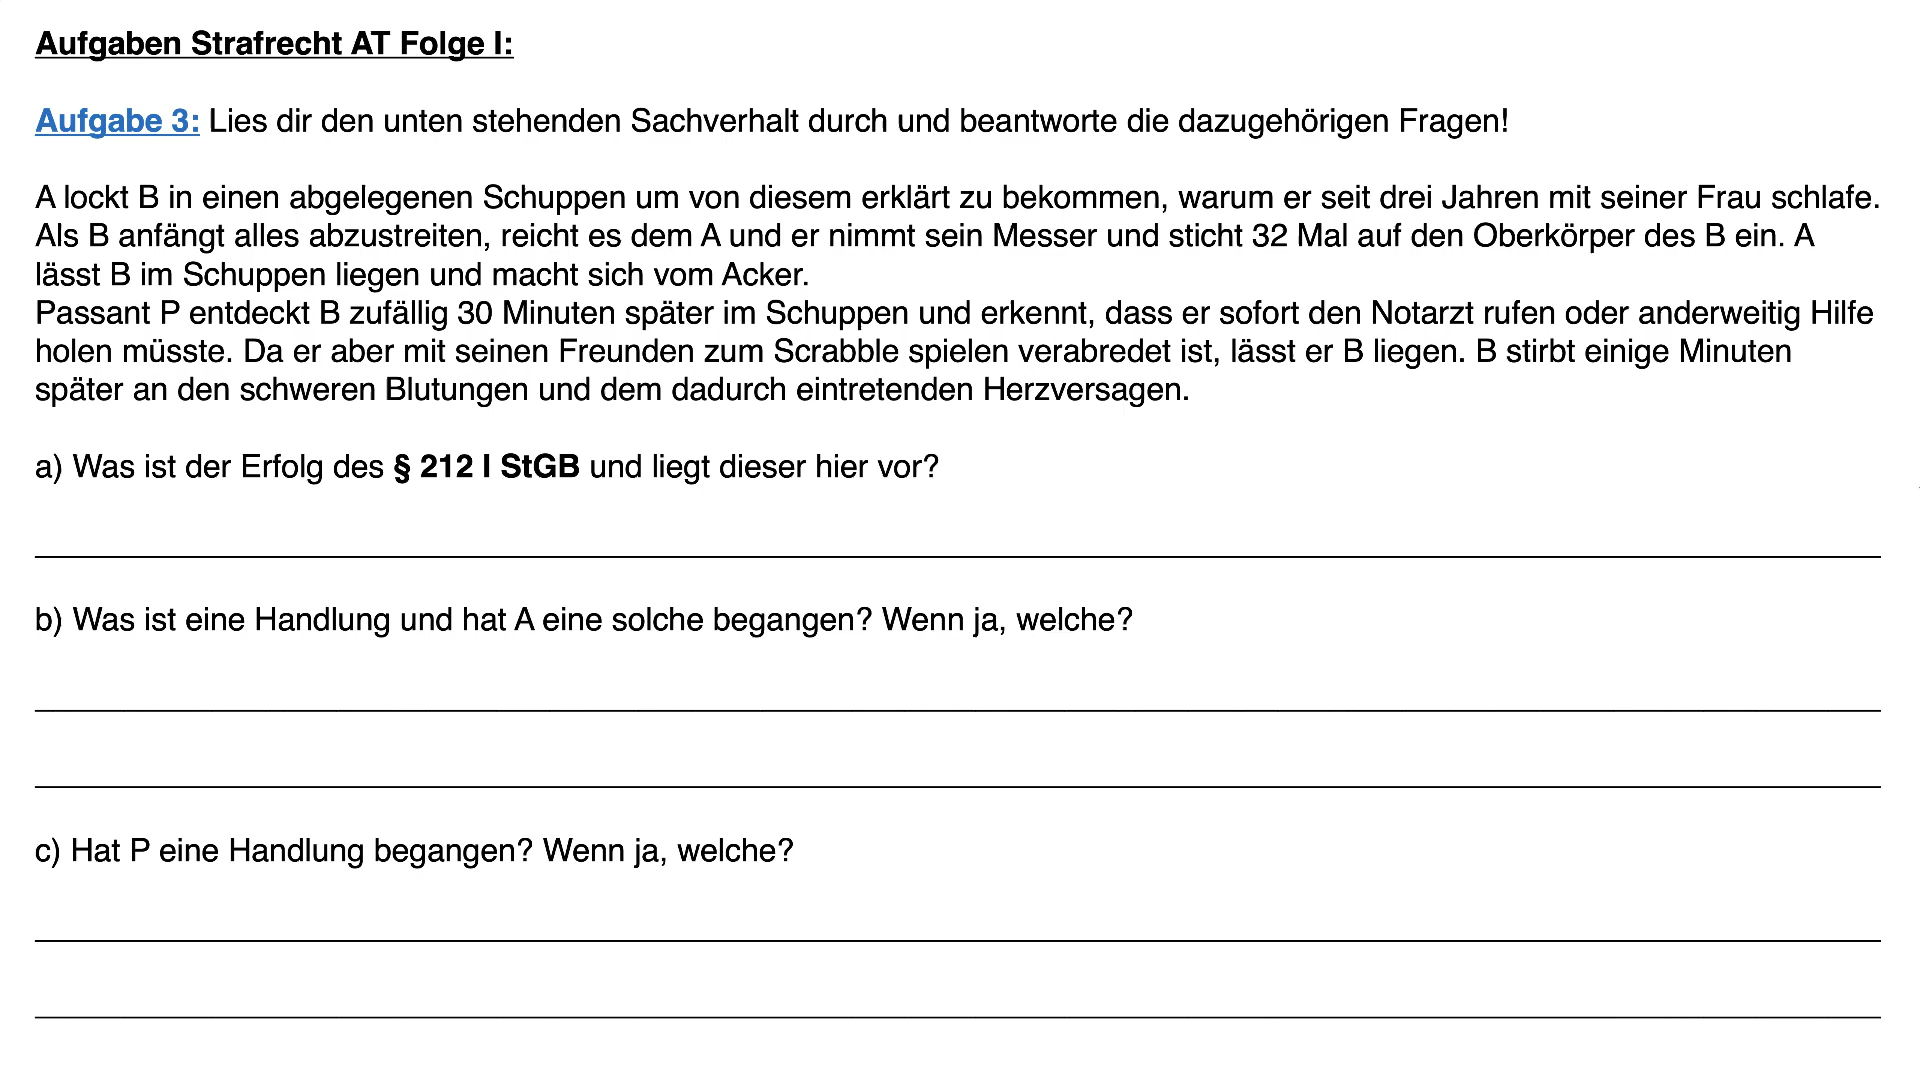 Aufgaben Strafrecht AT Folge I:
Aufgabe 3: Lies dir den unten stehenden Sachverhalt durch und beantworte die dazugehörigen Fragen!
A lockt B in einen abgelegenen Schuppen um von diesem erklärt zu bekommen, warum er seit drei Jahren mit seiner Frau schlafe.
Als B anfängt alles abzustreiten, reicht es dem A und er nimmt sein Messer und sticht 32 Mal auf den Oberkörper des B ein. A
lässt B im Schuppen liegen und macht sich vom Acker.
Passant P entdeckt B zufällig 30 Minuten später im Schuppen und erkennt, dass er sofort den Notarzt rufen oder anderweitig Hilfe
holen müsste. Da er aber mit seinen Freunden zum Scrabble spielen verabredet ist, lässt er B liegen. B stirbt einige Minuten
später an den schweren Blutungen und dem dadurch eintretenden Herzversagen.
a) Was ist der Erfolg des § 212 I StGB und liegt dieser hier vor?
b) Was ist eine Handlung und hat A eine solche begangen? Wenn ja, welche?
c) Hat P eine Handlung begangen? Wenn ja, welche?